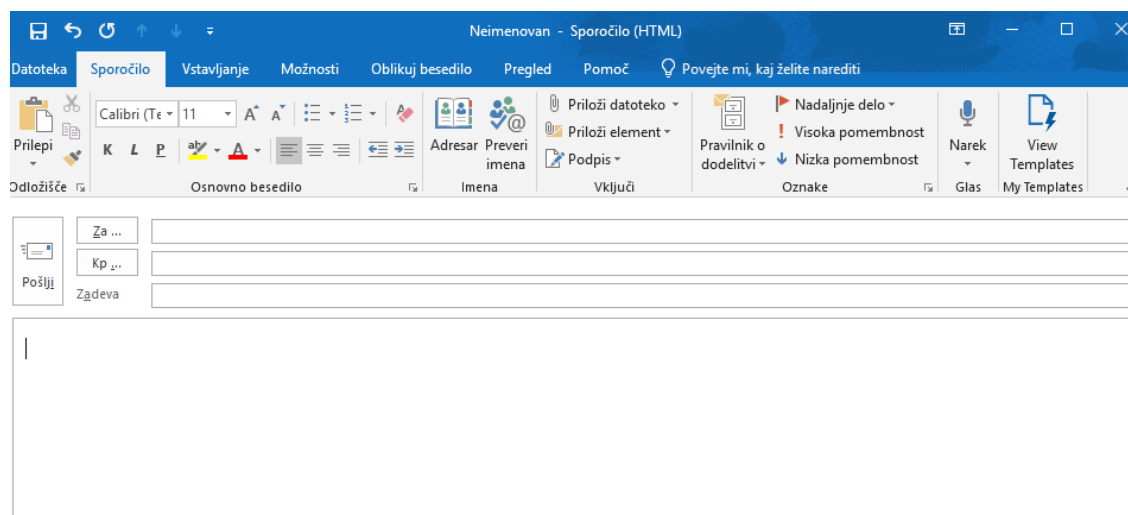 Neimenovan - Sporočilo (HTML)
Datoteka Sporočilo Vstavljanje Možnosti Oblikuj besedilo Pregled Pomoč Povejte mi, kaj želite narediti
Prilepi
Calibri (Te 11
K L P
Adresar
Preveri imena
Priloži datoteko
Priloži element
Podpis
Pravilnik o dodelitvi
Nadaljnje delo
Visoka pomembnost
Nizka pomembnost
Narek
View Templates
Odložišče Osnovno besedilo Imena Vključi Oznake Glas My Templates
Pošlji
Za ...
Kp ...
Zadeva